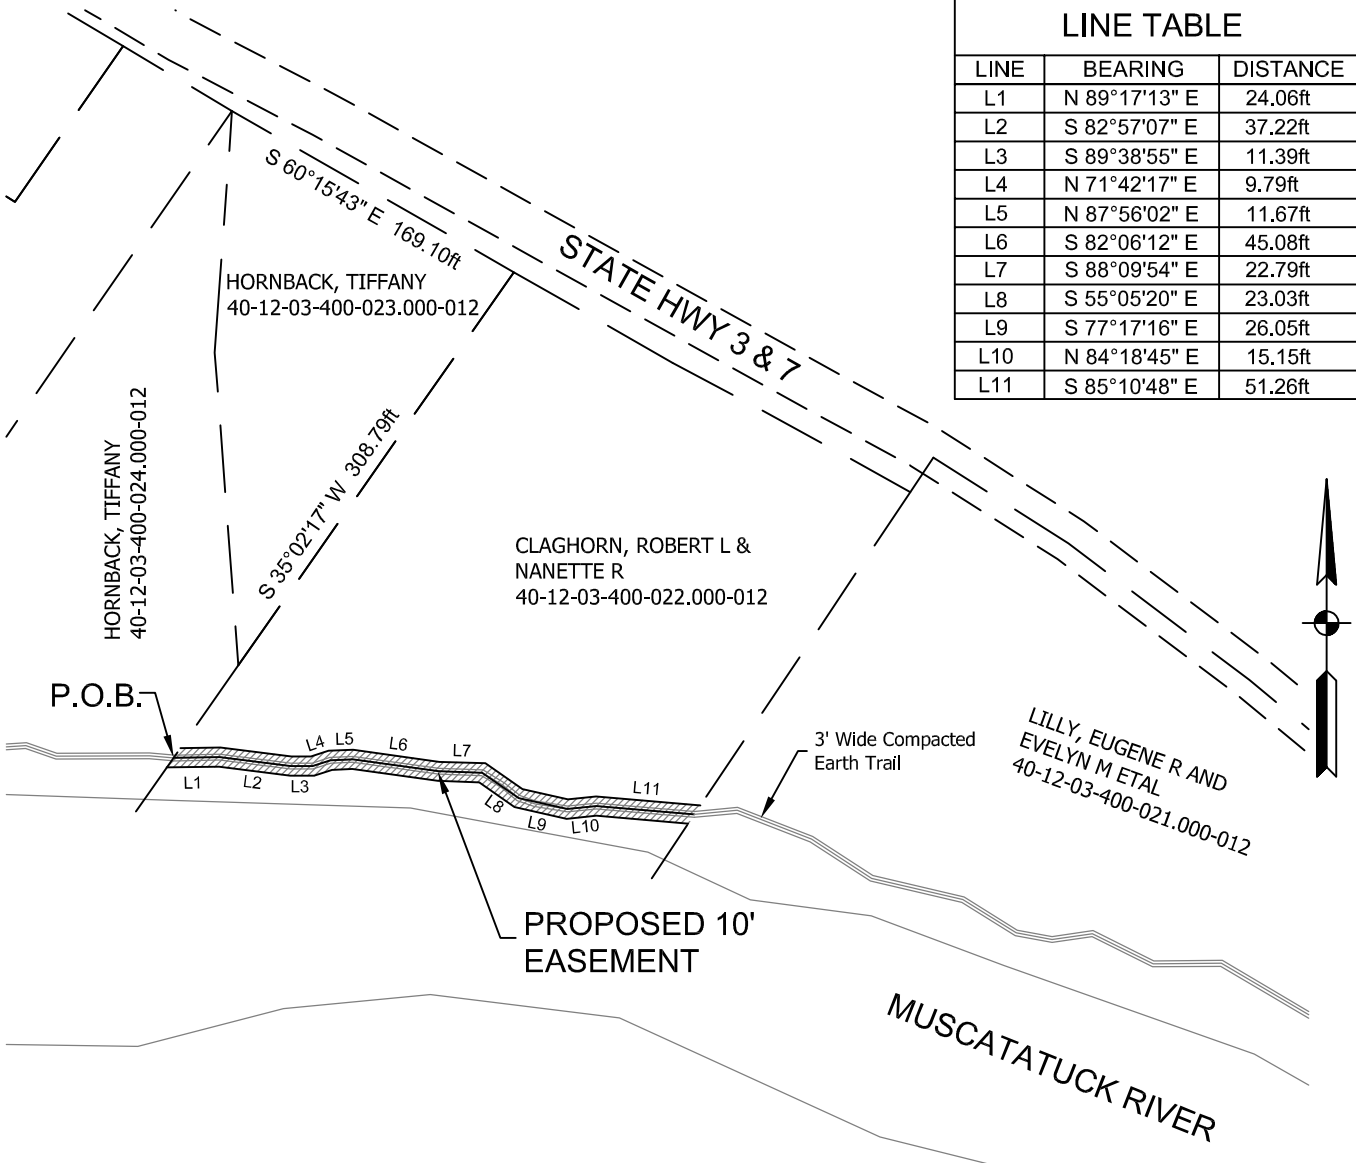 LINE TABLE
LINE BEARING DISTANCE
L1 N 89°17'13" E 24.06ft
L2 S 82°57'07" E 37.22ft
L3 S 89°38'55" E 11.39ft
L4 N 71°42'17" E 9.79ft
L5 N 87°56'02" E 11.67ft
L6 S 82°06'12" E 45.08ft
L7 S 88°09'54" E 22.79ft
L8 S 55°05'20" E 23.03ft
L9 S 77°17'16" E 26.05ft
L10 N 84°18'45" E 15.15ft
L11 S 85°10'48" E 51.26ft
S 60°15'43" E 169.10ft
STATE HWY 3 & 7
HORNBACK, TIFFANY
40-12-03-400-023.000-012
HORNBACK, TIFFANY
40-12-03-400-024.000-012
S 35°02'17" W 308.79ft
CLAGHORN, ROBERT L &
NANETTE R
40-12-03-400-022.000-012
P.O.B.
L1
L2
L3
L4
L5
L6
L7
L8
L9
L10
L11
3' Wide Compacted
Earth Trail
LILLY, EUGENE R AND
EVELYN M ETAL
40-12-03-400-021.000-012
PROPOSED 10'
EASEMENT
MUSCATATUCK RIVER